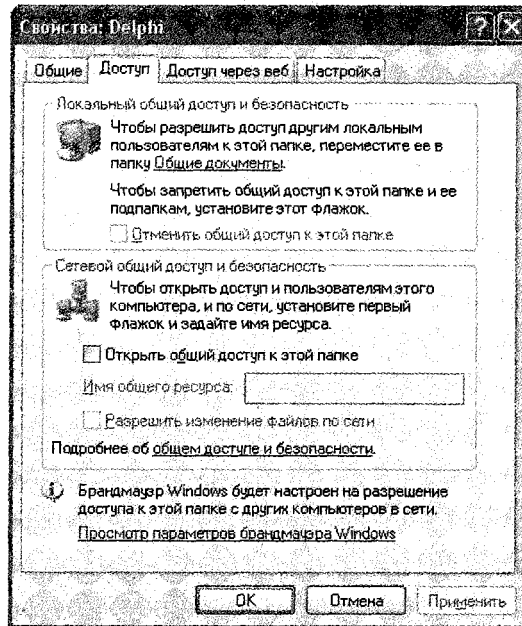 Свойства: Delphi
Общие Доступ Доступ через веб Настройка
Локальный общий доступ и безопасность
Чтобы разрешить доступ другим локальным
пользователям к этой папке, переместите ее в
папку Общие документы.
Чтобы запретить общий доступ к этой папке и ее
подпапкам, установите этот флажок.
Отменить общий доступ к этой папке
Сетевой общий доступ и безопасность
Чтобы открыть доступ и пользователям этого
компьютера, и по сети, установите первый
флажок и задайте имя ресурса.
Открыть общий доступ к этой папке
Имя общего ресурса:
Разрешить изменение файлов по сети
Подробнее об общем доступе и безопасности.
Брандмауэр Windows будет настроен на разрешение
доступа к этой папке с других компьютеров в сети.
Просмотр параметров брандмауэра Windows
ОК Отмена Применить